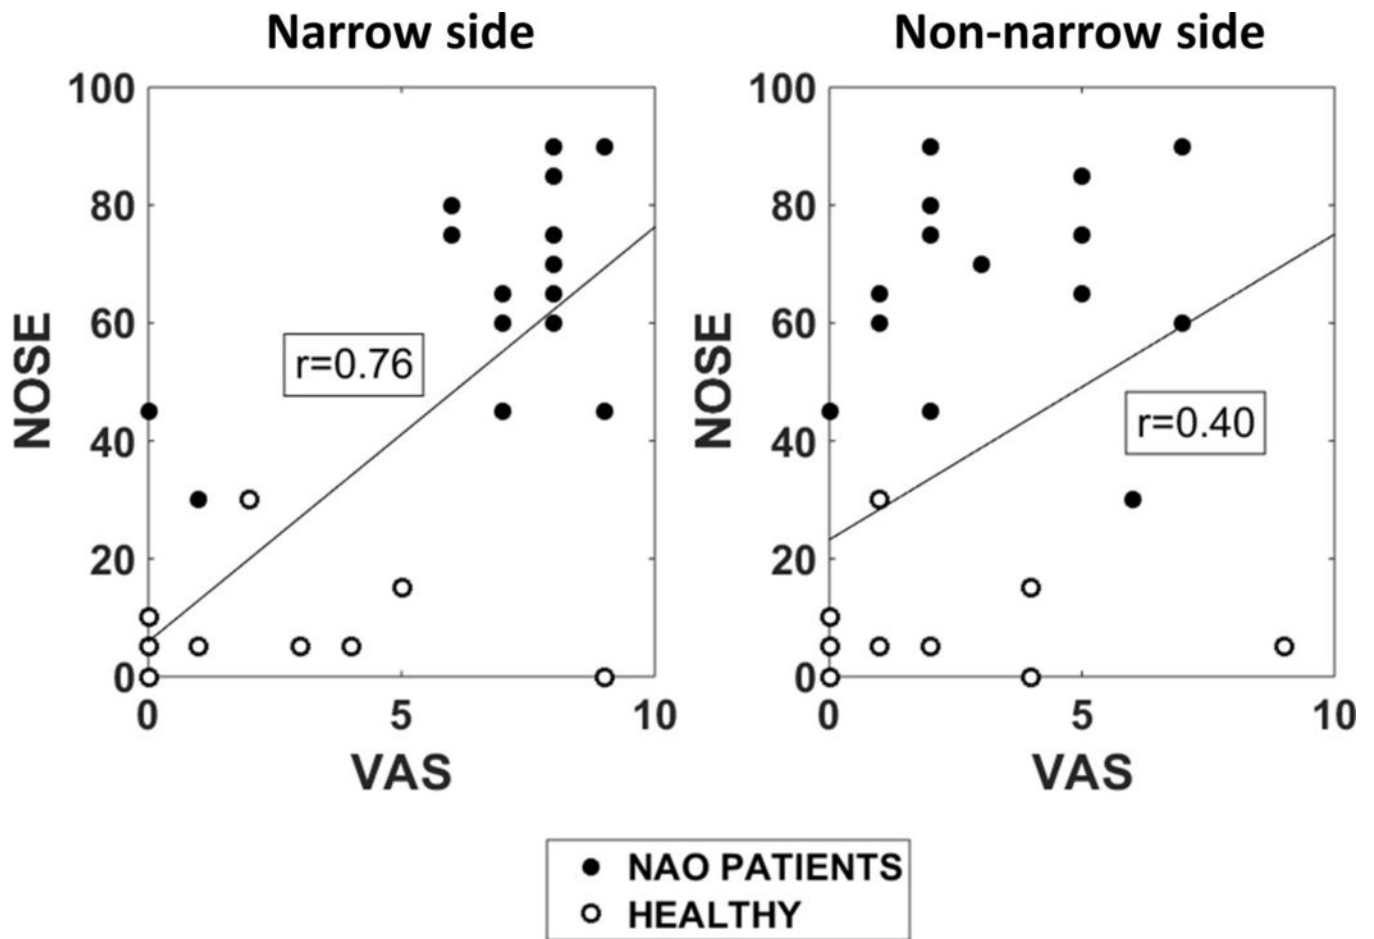 Narrow side
100
80
60
40
20
0
0 5 10
NOSE
VAS
r=0.76
Non-narrow side
100
80
60
40
20
0
0 5 10
NOSE
VAS
r=0.40
NAO PATIENTS
HEALTHY